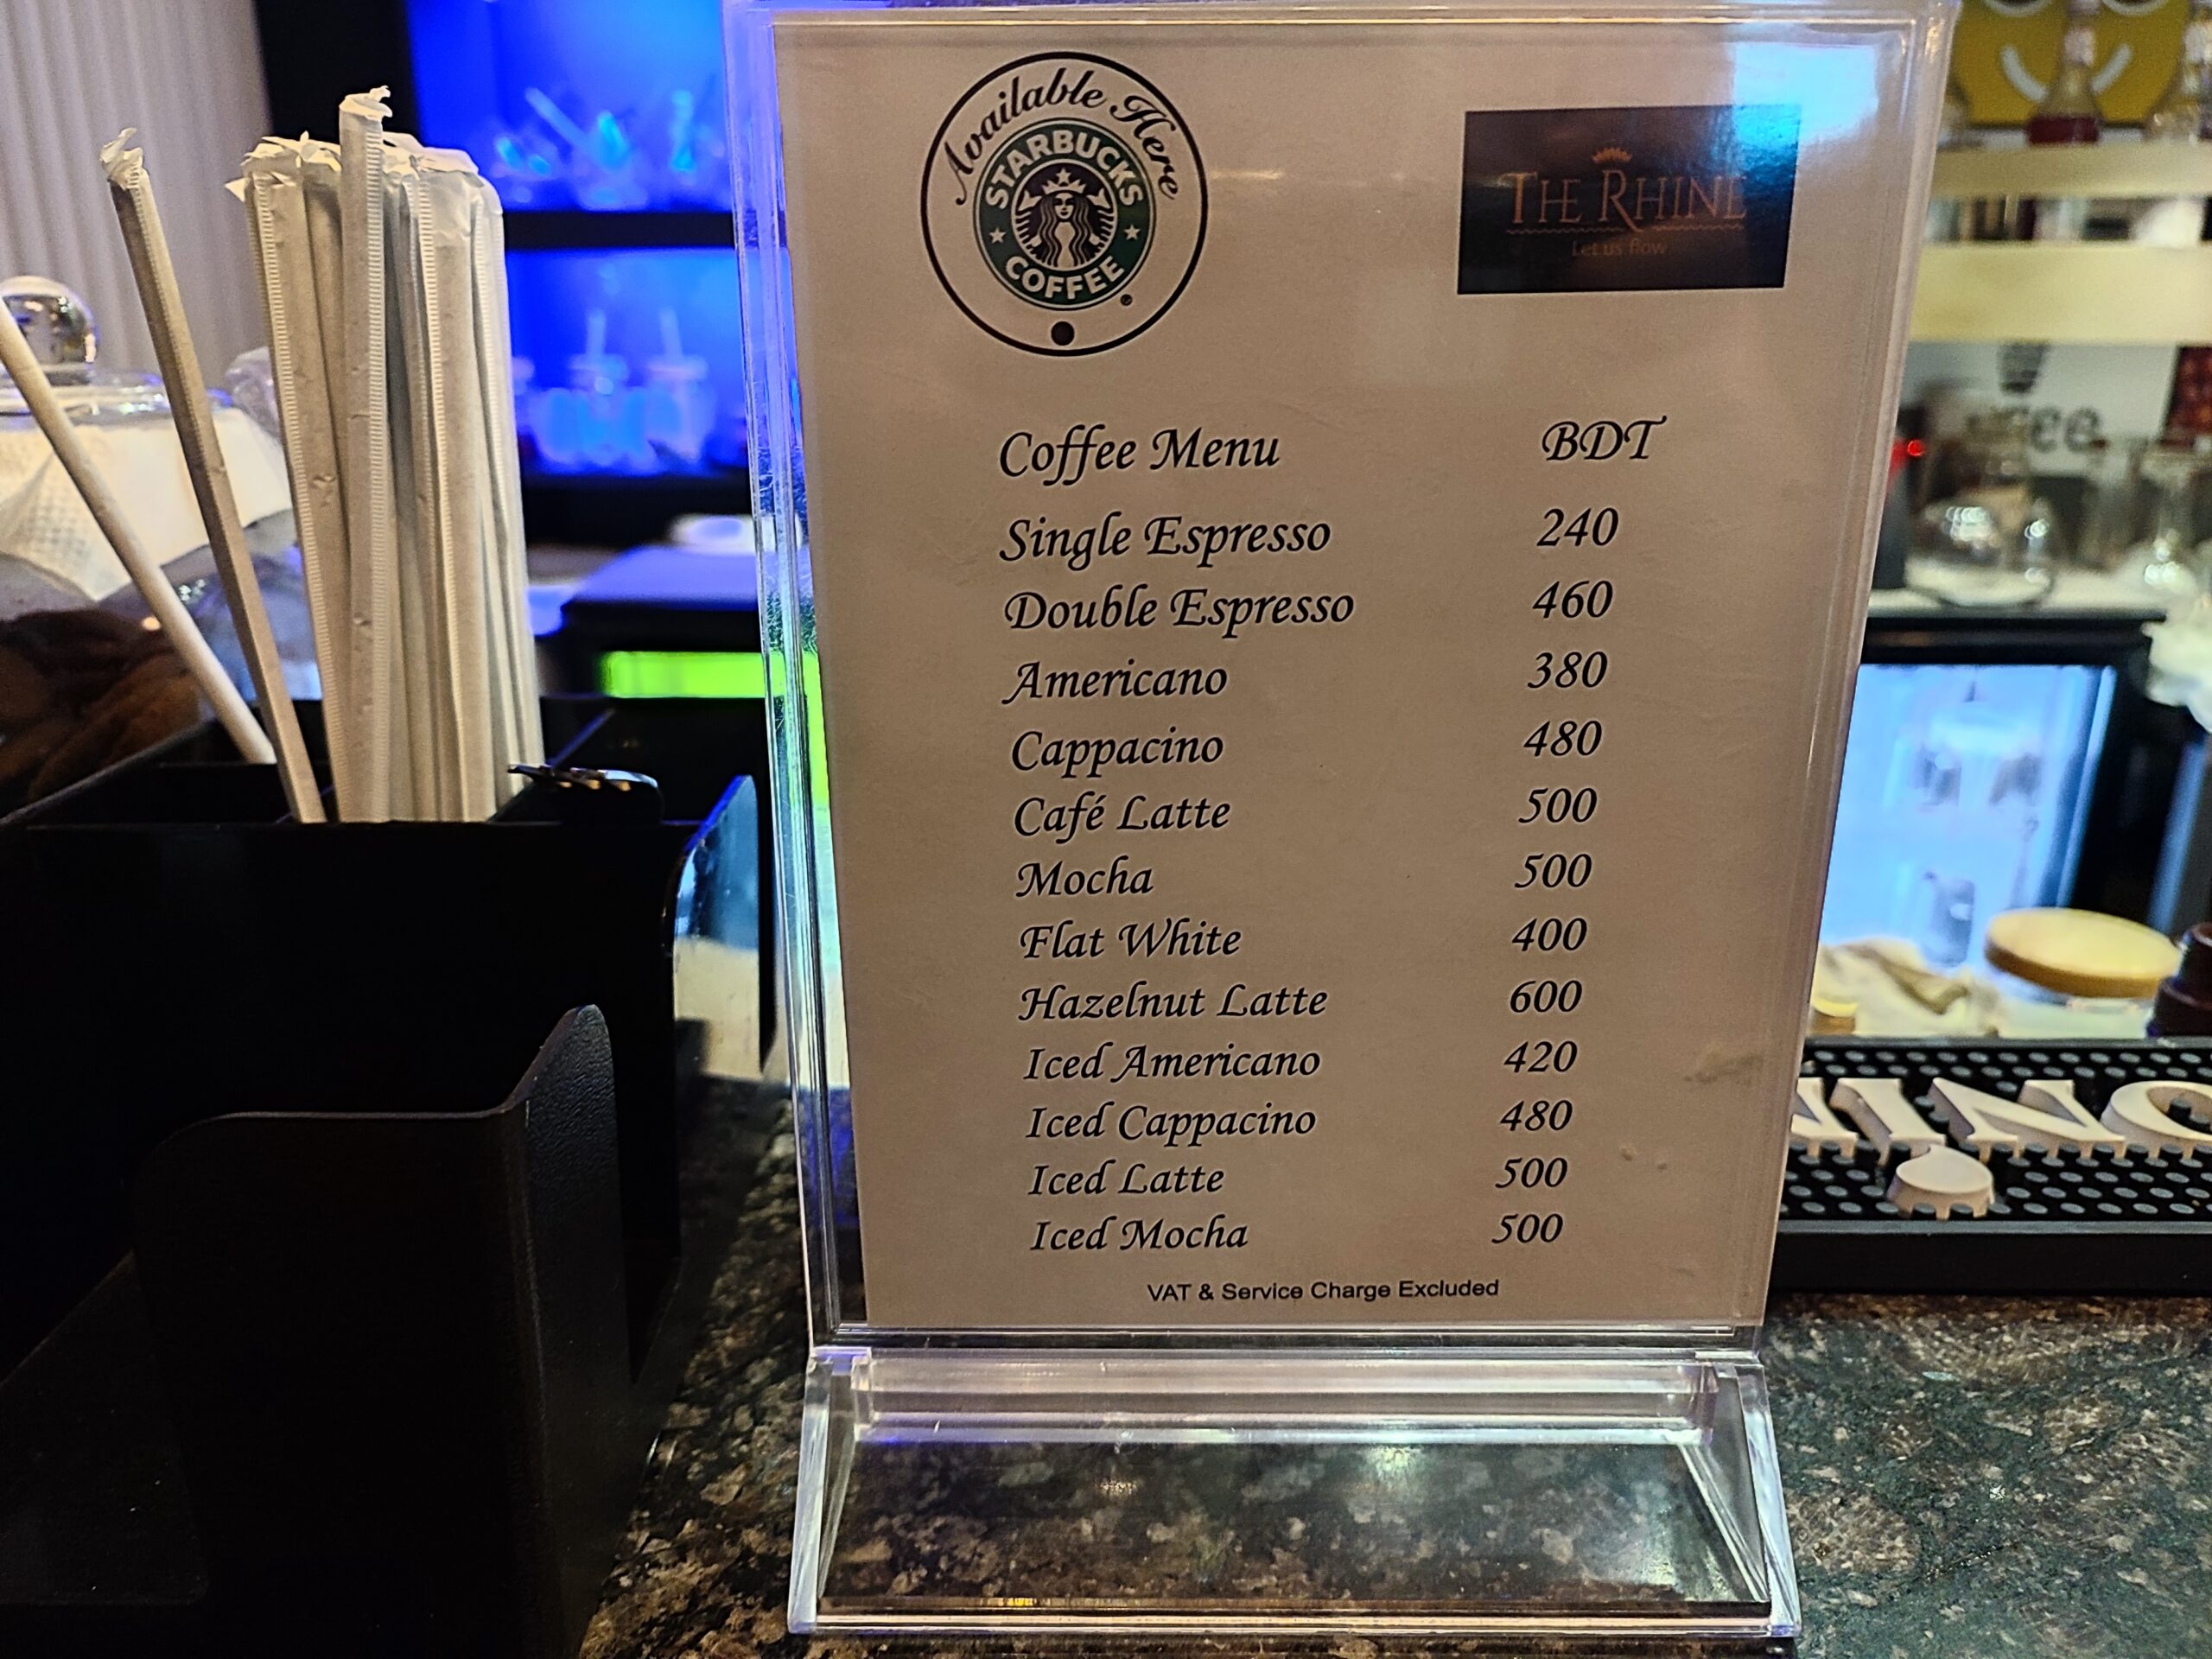 Available Here
STARBUCKS
COFFEE
THE RHINE
Let us flow
Coffee Menu BDT
Single Espresso 240
Double Espresso 460
Americano 380
Cappacino 480
Café Latte 500
Mocha 500
Flat White 400
Hazelnut Latte 600
Iced Americano 420
Iced Cappacino 480
Iced Latte 500
Iced Mocha 500
VAT & Service Charge Excluded